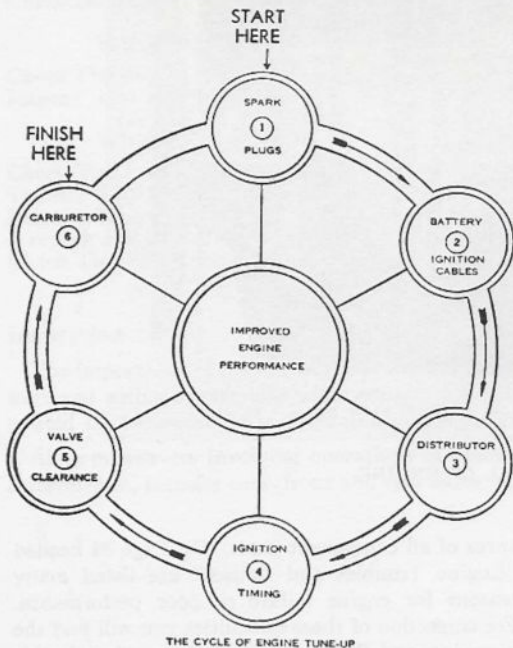 START
HERE
SPARK
1
PLUGS
FINISH
HERE
CARBURETOR
6
BATTERY
2
IGNITION
CABLES
IMPROVED
ENGINE
PERFORMANCE
VALVE
5
CLEARANCE
DISTRIBUTOR
3
IGNITION
4
TIMING
THE CYCLE OF ENGINE TUNE-UP